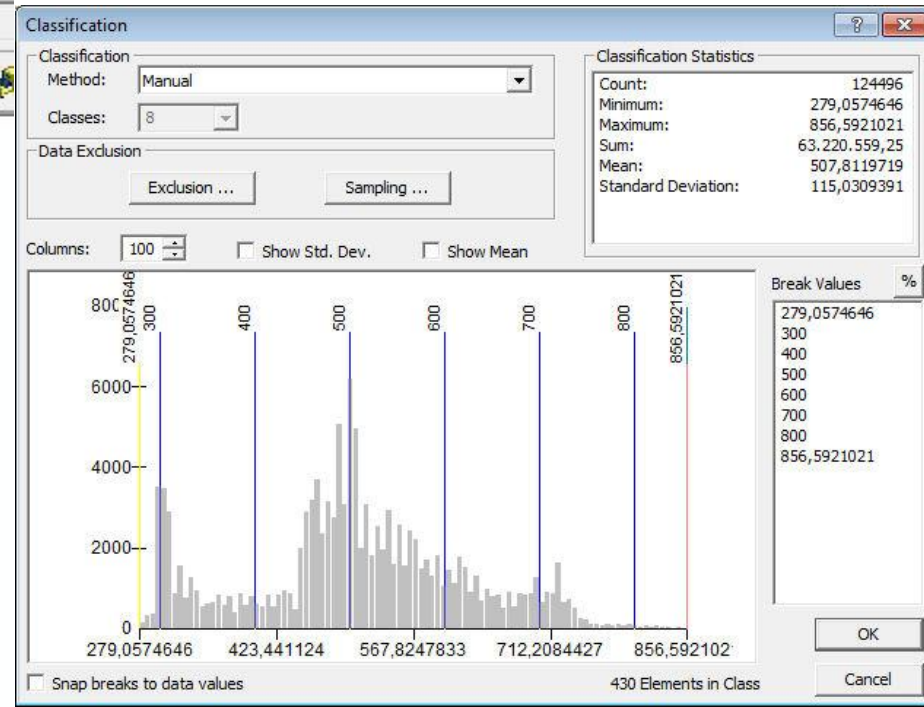 Classification
Classification
Method: Manual
Classes: 8
Data Exclusion
Exclusion ...
Sampling ...
Classification Statistics
Count: 124496
Minimum: 279,0574646
Maximum: 856,5921021
Sum: 63.220.559,25
Mean: 507,8119719
Standard Deviation: 115,0309391
Columns: 100
Show Std. Dev.
Show Mean
Break Values
%
279,0574646
300
400
500
600
700
800
856,5921021
279,0574646
300
400
500
600
700
800
856,5921021
6000
4000
2000
0
279,0574646 423,441124 567,8247833 712,2084427 856,592102
Snap breaks to data values
430 Elements in Class
OK
Cancel